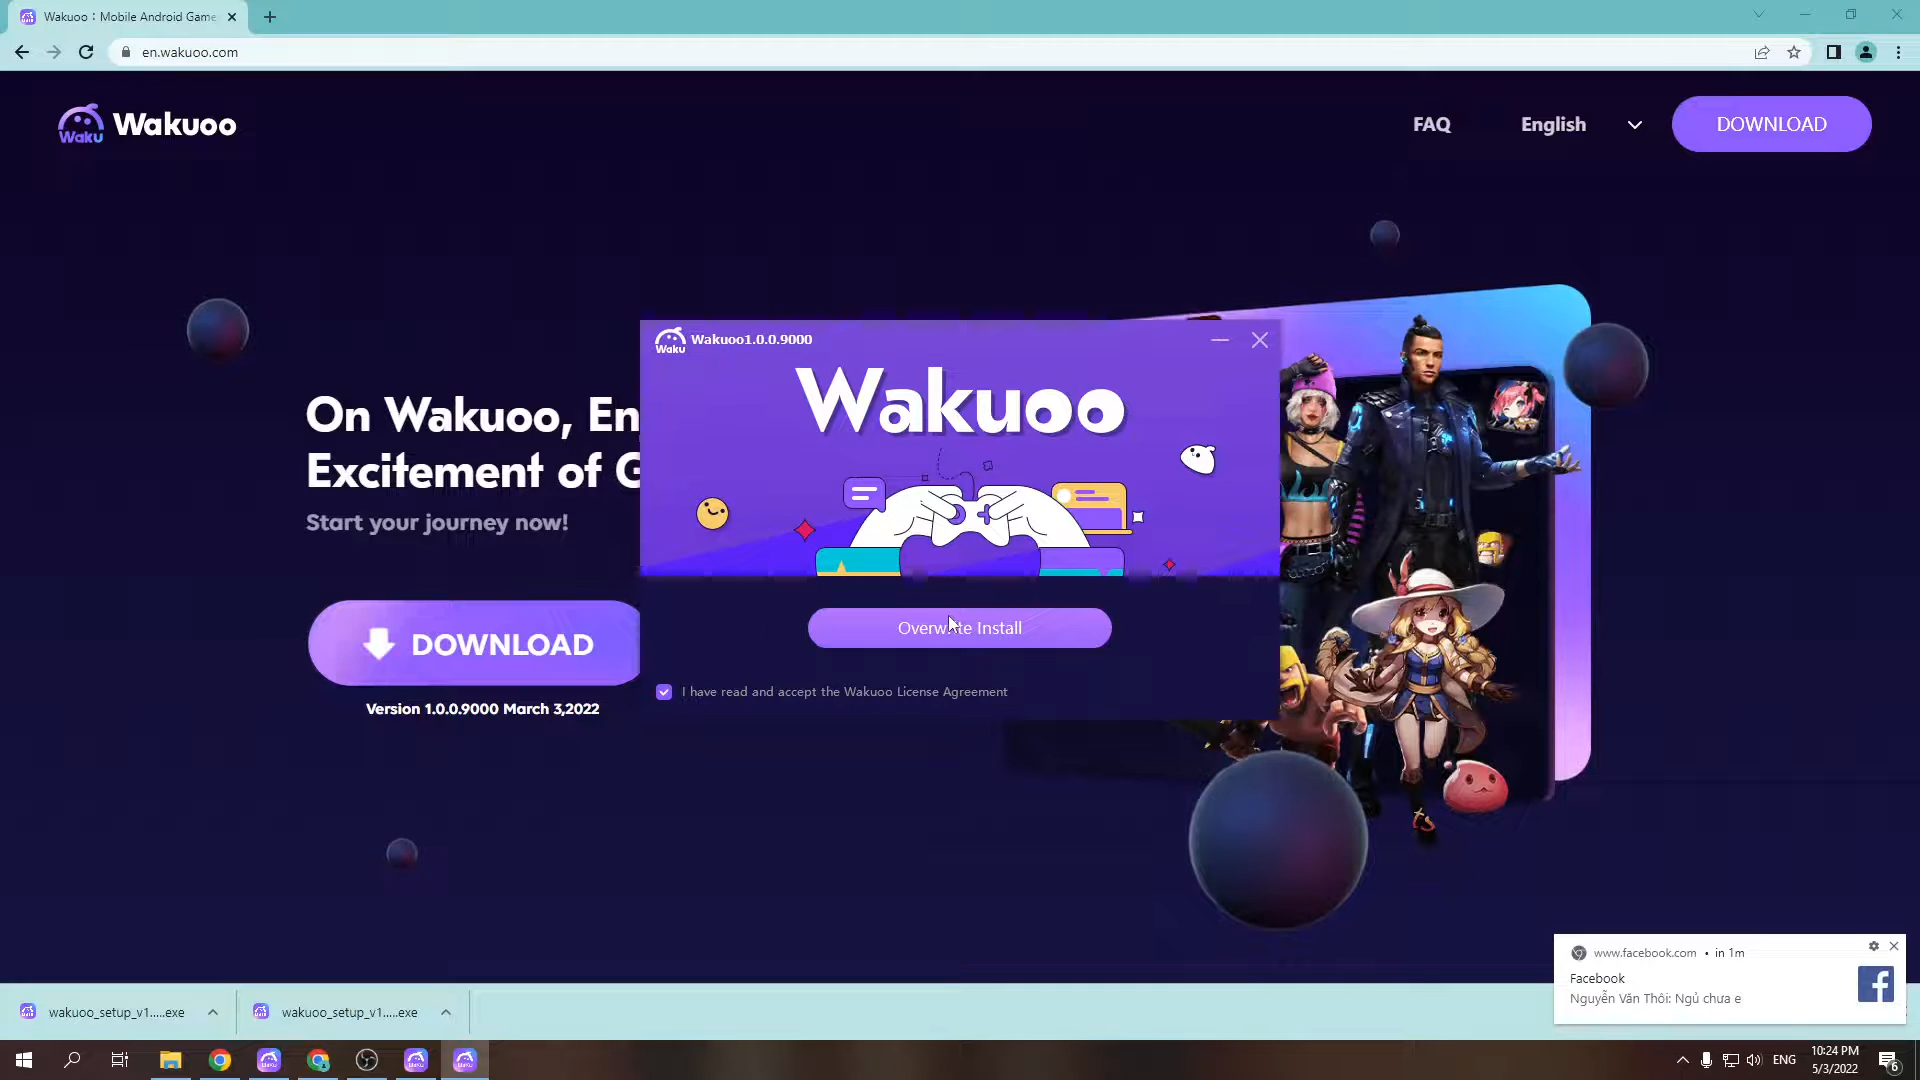 Wakuoo：Mobile Android Game
en.wakuoo.com
Waku
Wakuoo
FAQ
English
DOWNLOAD
On Wakuoo, En
Excitement of G
Start your journey now!
DOWNLOAD
Version 1.0.0.9000 March 3,2022
Waku
Wakuoo1.0.0.9000
Wakuoo
Overwrite Install
I have read and accept the Wakuoo License Agreement
www.facebook.com • in 1m
Facebook
Nguyễn Văn Thôi: Ngủ chưa e
wakuoo_setup_v1.....exe
wakuoo_setup_v1.....exe
ENG
10:24 PM
5/3/2022
6